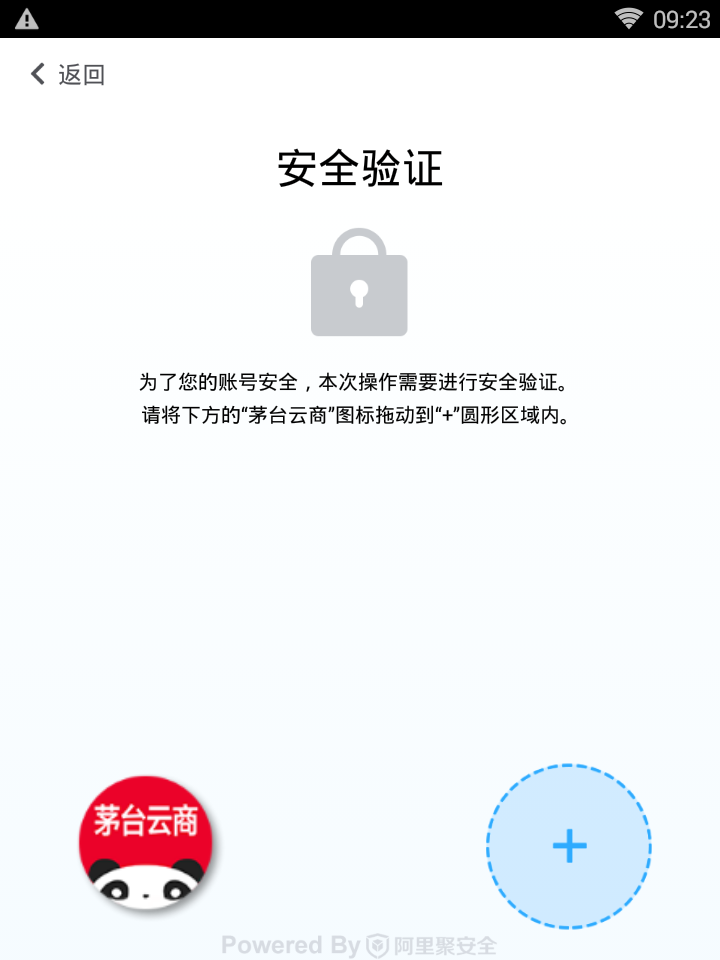 09:23
返回
安全验证
为了您的账号安全，本次操作需要进行安全验证。
请将下方的“茅台云商”图标拖动到“+”圆形区域内。
茅台云商
+
Powered By 阿里聚安全